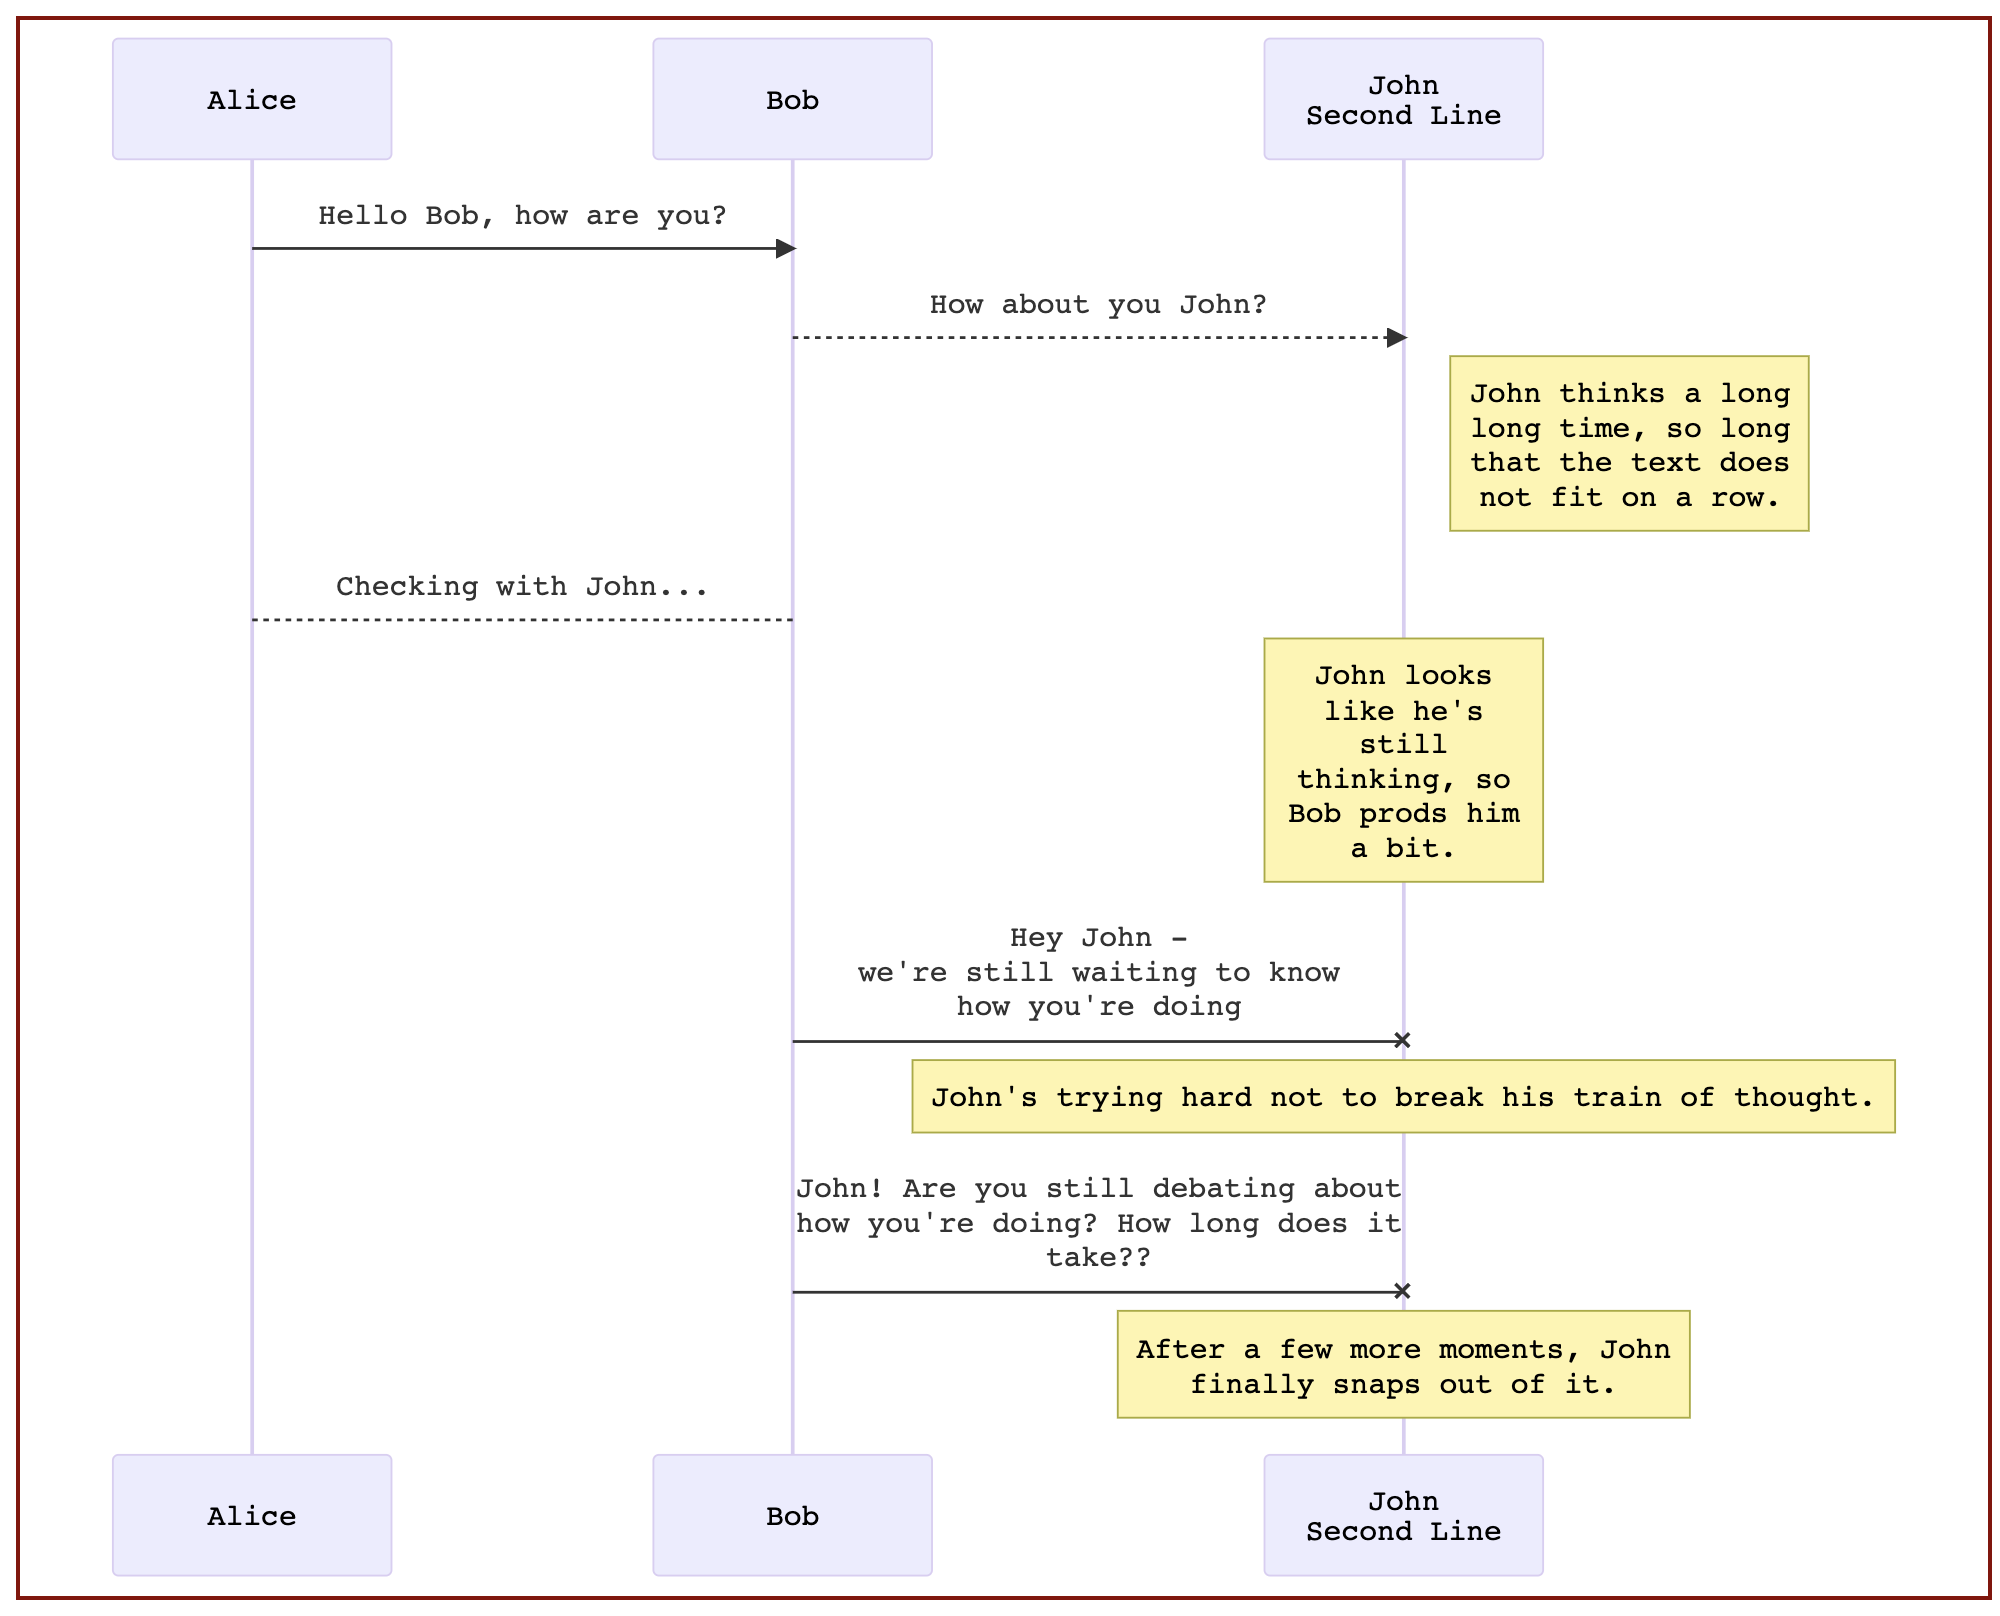 Alice
Bob
John
Second Line
Hello Bob, how are you?
How about you John?
John thinks a long
long time, so long
that the text does
not fit on a row.
Checking with John...
John looks
like he's
still
thinking, so
Bob prods him
a bit.
Hey John -
we're still waiting to know
how you're doing
John's trying hard not to break his train of thought.
John! Are you still debating about
how you're doing? How long does it
take??
After a few more moments, John
finally snaps out of it.
Alice
Bob
John
Second Line